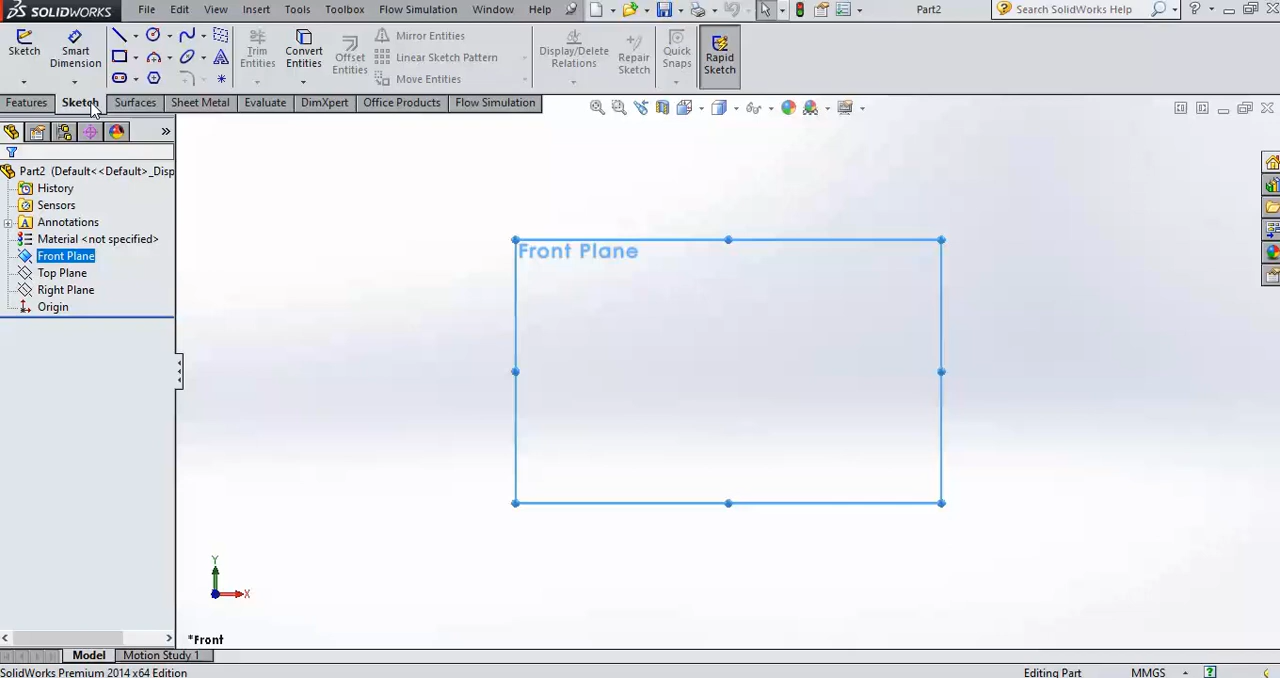 SOLIDWORKS File Edit View Insert Tools Toolbox Flow Simulation Window Help Part2 Search SolidWorks Help
Sketch Smart Dimension Trim Entities Convert Entities Offset Entities Mirror Entities Linear Sketch Pattern Move Entities Display/Delete Relations Repair Sketch Quick Snaps Rapid Sketch
Features Sketch Surfaces Sheet Metal Evaluate DimXpert Office Products Flow Simulation
Part2 (Default<<Default>_Disp
History
Sensors
Annotations
Material <not specified>
Front Plane
Top Plane
Right Plane
Origin
Front Plane
Y
X
*Front
Model Motion Study 1
SolidWorks Premium 2014 x64 Edition Editing Part MMGS